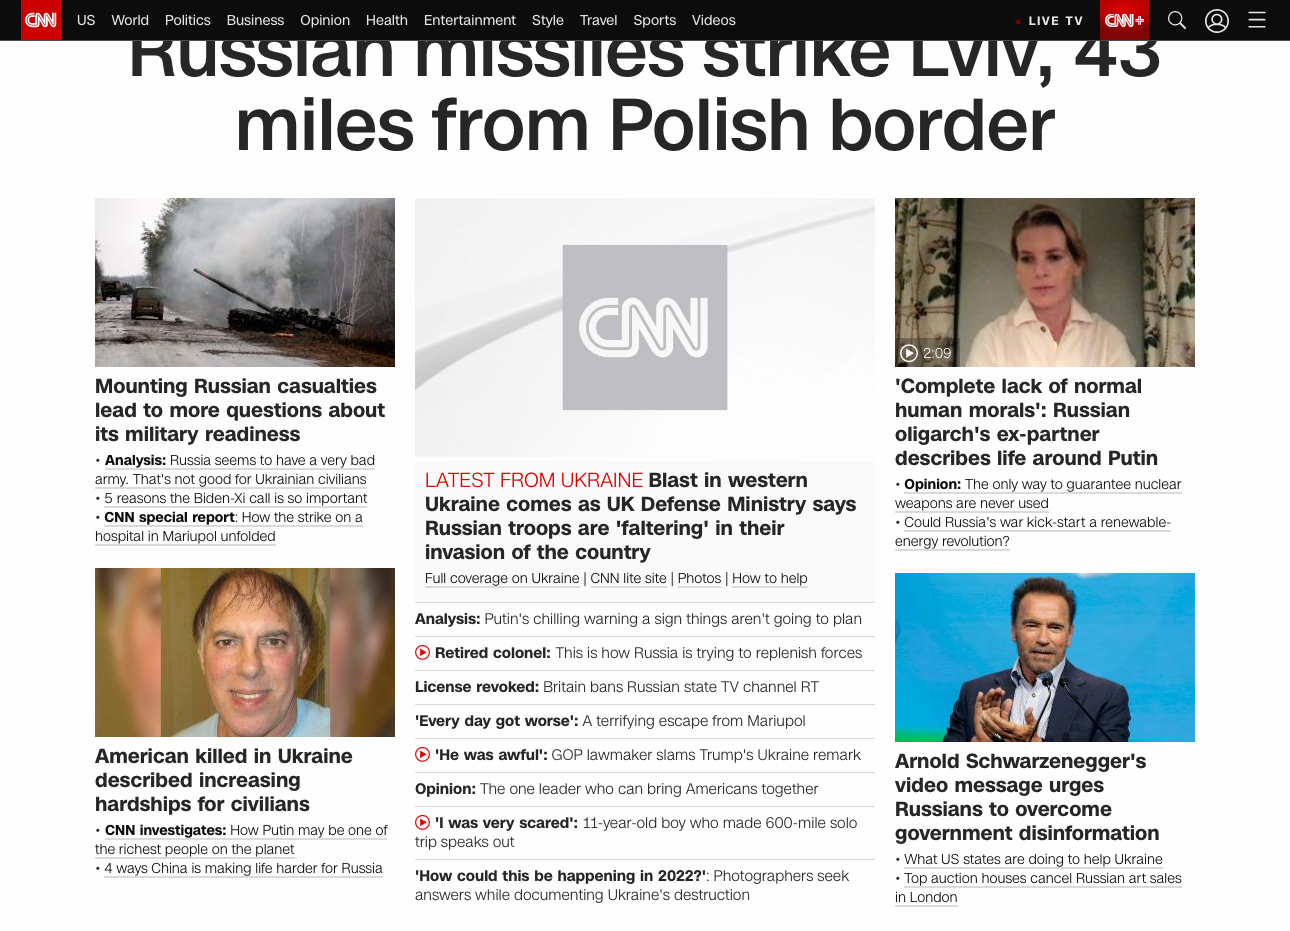 CNN US World Politics Business Opinion Health Entertainment Style Travel Sports Videos LIVE TV CNN+
Russian missiles strike Lviv, 43
miles from Polish border
Mounting Russian casualties
lead to more questions about
its military readiness
• Analysis: Russia seems to have a very bad
army. That's not good for Ukrainian civilians
• 5 reasons the Biden-Xi call is so important
• CNN special report: How the strike on a
hospital in Mariupol unfolded
American killed in Ukraine
described increasing
hardships for civilians
• CNN investigates: How Putin may be one of
the richest people on the planet
• 4 ways China is making life harder for Russia
CNN
LATEST FROM UKRAINE Blast in western
Ukraine comes as UK Defense Ministry says
Russian troops are 'faltering' in their
invasion of the country
Full coverage on Ukraine | CNN lite site | Photos | How to help
Analysis: Putin's chilling warning a sign things aren't going to plan
Retired colonel: This is how Russia is trying to replenish forces
License revoked: Britain bans Russian state TV channel RT
'Every day got worse': A terrifying escape from Mariupol
'He was awful': GOP lawmaker slams Trump's Ukraine remark
Opinion: The one leader who can bring Americans together
'I was very scared': 11-year-old boy who made 600-mile solo
trip speaks out
'How could this be happening in 2022?': Photographers seek
answers while documenting Ukraine's destruction
2:09
'Complete lack of normal
human morals': Russian
oligarch's ex-partner
describes life around Putin
• Opinion: The only way to guarantee nuclear
weapons are never used
• Could Russia's war kick-start a renewable-
energy revolution?
Arnold Schwarzenegger's
video message urges
Russians to overcome
government disinformation
• What US states are doing to help Ukraine
• Top auction houses cancel Russian art sales
in London